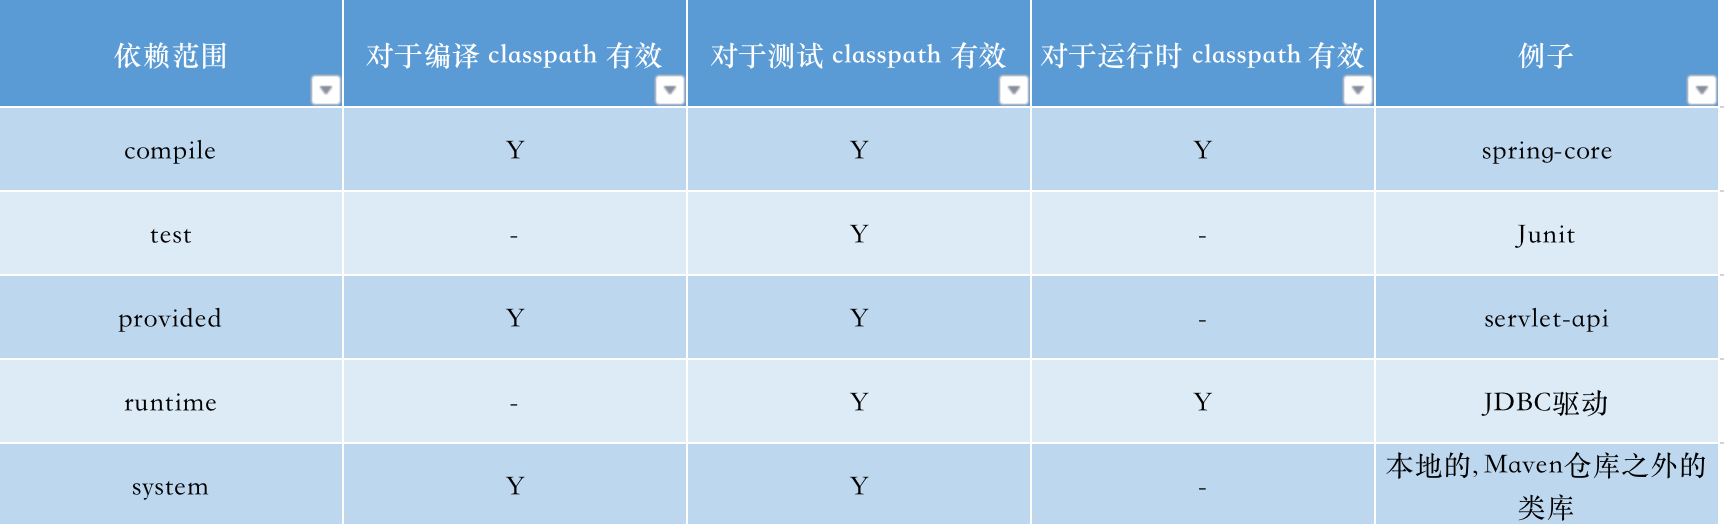 依赖范围 对于编译 classpath 有效 对于测试 classpath 有效 对于运行时 classpath 有效 例子
compile Y Y Y spring-core
test - Y - Junit
provided Y Y - servlet-api
runtime - Y Y JDBC驱动
system Y Y - 本地的, Maven仓库之外的
类库